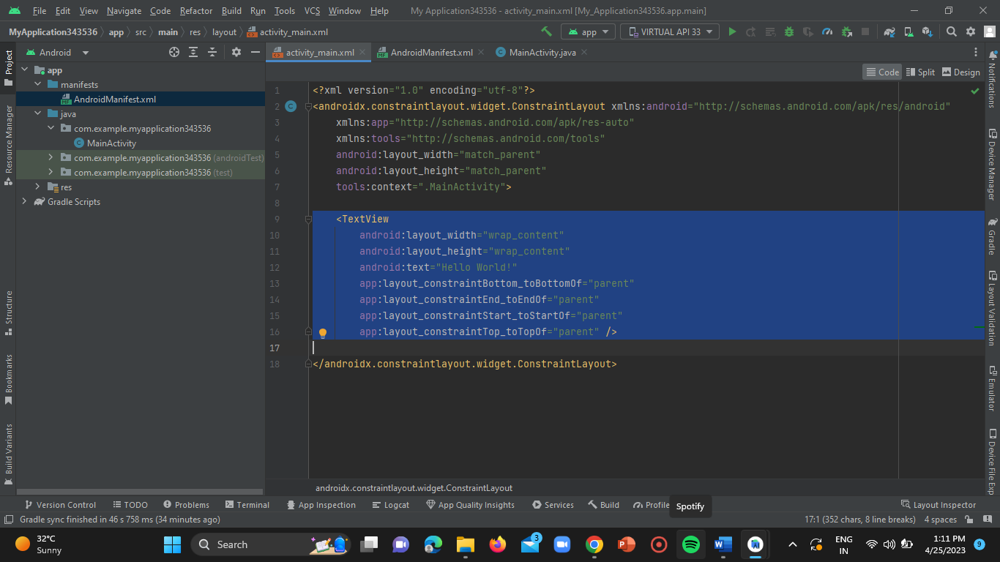 File Edit View Navigate Code Refactor Build Run Tools VCS Window Help My Application343536 - activity_main.xml [My_Application343536.app.main]
MyApplication343536 app src main res layout activity_main.xml app VIRTUAL API 33
Project
Resource Manager
Structure
Bookmarks
Build Variants
Android
app
manifests
AndroidManifest.xml
java
com.example.myapplication343536
MainActivity
com.example.myapplication343536 (androidTest)
com.example.myapplication343536 (test)
res
Gradle Scripts
activity_main.xml AndroidManifest.xml MainActivity.java
Code Split Design
1 <?xml version="1.0" encoding="utf-8"?>
2 <androidx.constraintlayout.widget.ConstraintLayout xmlns:android="http://schemas.android.com/apk/res/android"
3 xmlns:app="http://schemas.android.com/apk/res-auto"
4 xmlns:tools="http://schemas.android.com/tools"
5 android:layout_width="match_parent"
6 android:layout_height="match_parent"
7 tools:context=".MainActivity">
8
9 <TextView
10 android:layout_width="wrap_content"
11 android:layout_height="wrap_content"
12 android:text="Hello World!"
13 app:layout_constraintBottom_toBottomOf="parent"
14 app:layout_constraintEnd_toEndOf="parent"
15 app:layout_constraintStart_toStartOf="parent"
16 app:layout_constraintTop_toTopOf="parent" />
17
18 </androidx.constraintlayout.widget.ConstraintLayout>
androidx.constraintlayout.widget.ConstraintLayout
Notifications
Device Manager
Gradle
Layout Validation
Emulator
Device File Exp
Version Control TODO Problems Terminal App Inspection Logcat App Quality Insights Services Build Profile Layout Inspector
Spotify
Gradle sync finished in 46 s 758 ms (34 minutes ago) 17:1 (352 chars, 8 line breaks) 4 spaces
32°C
Sunny
Search
3
ENG
IN
1:11 PM
4/25/2023
9